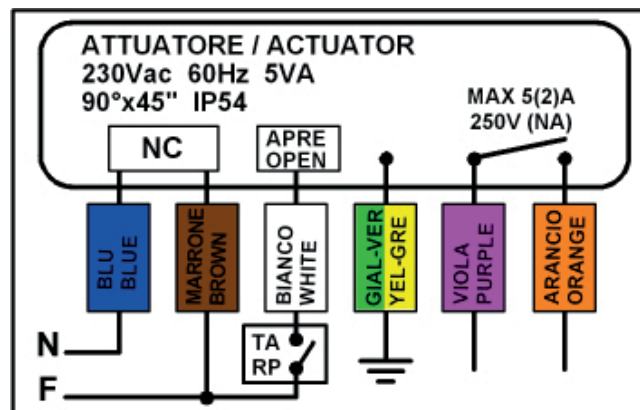 ATTUATORE / ACTUATOR
230Vac 60Hz 5VA
90°x45" IP54
MAX 5(2)A
250V (NA)
NC
APRE
OPEN
BLU
BLUE
MARRONE
BROWN
BIANCO
WHITE
GIAL-VER
YEL-GRE
VIOLA
PURPLE
ARANCIO
ORANGE
N
TA
RP
F